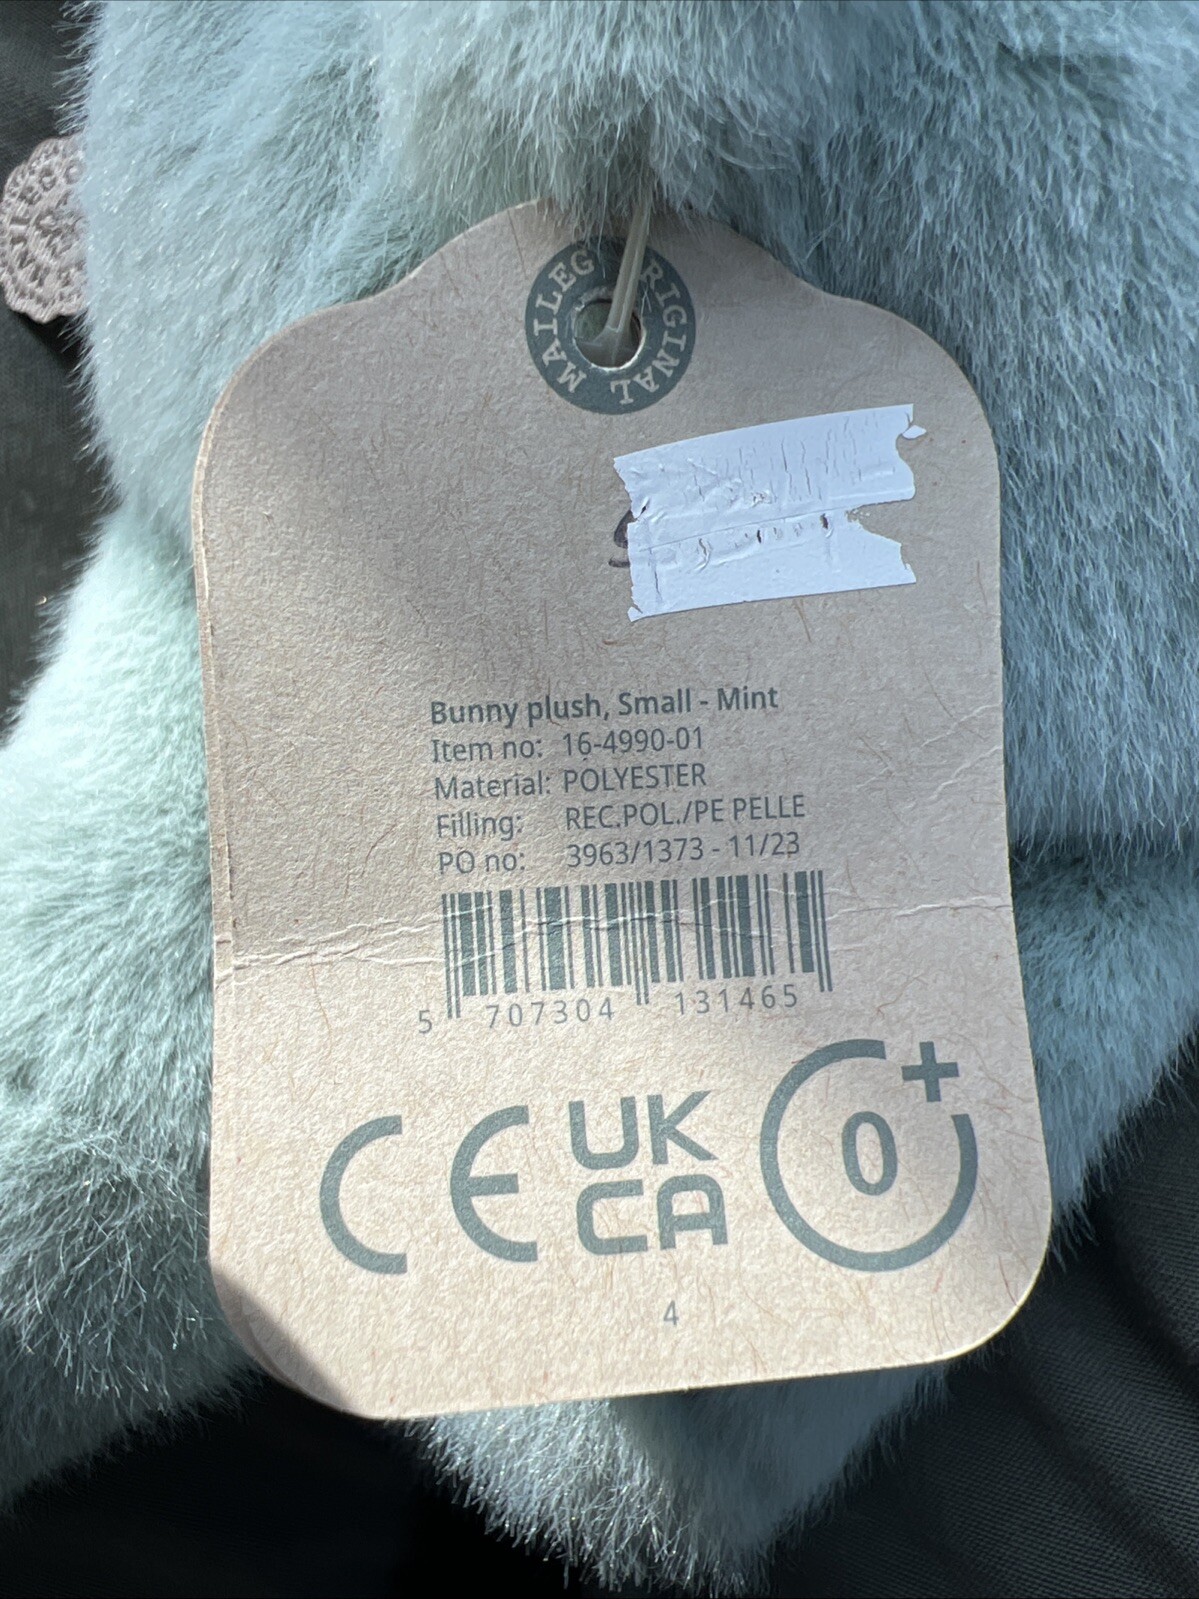 MAILEG ORIGINAL
Bunny plush, Small - Mint
Item no: 16-4990-01
Material: POLYESTER
Filling: REC.POL./PE PELLE
PO no: 3963/1373 - 11/23
5 707304 131465
CE
UK
CA
0+
4